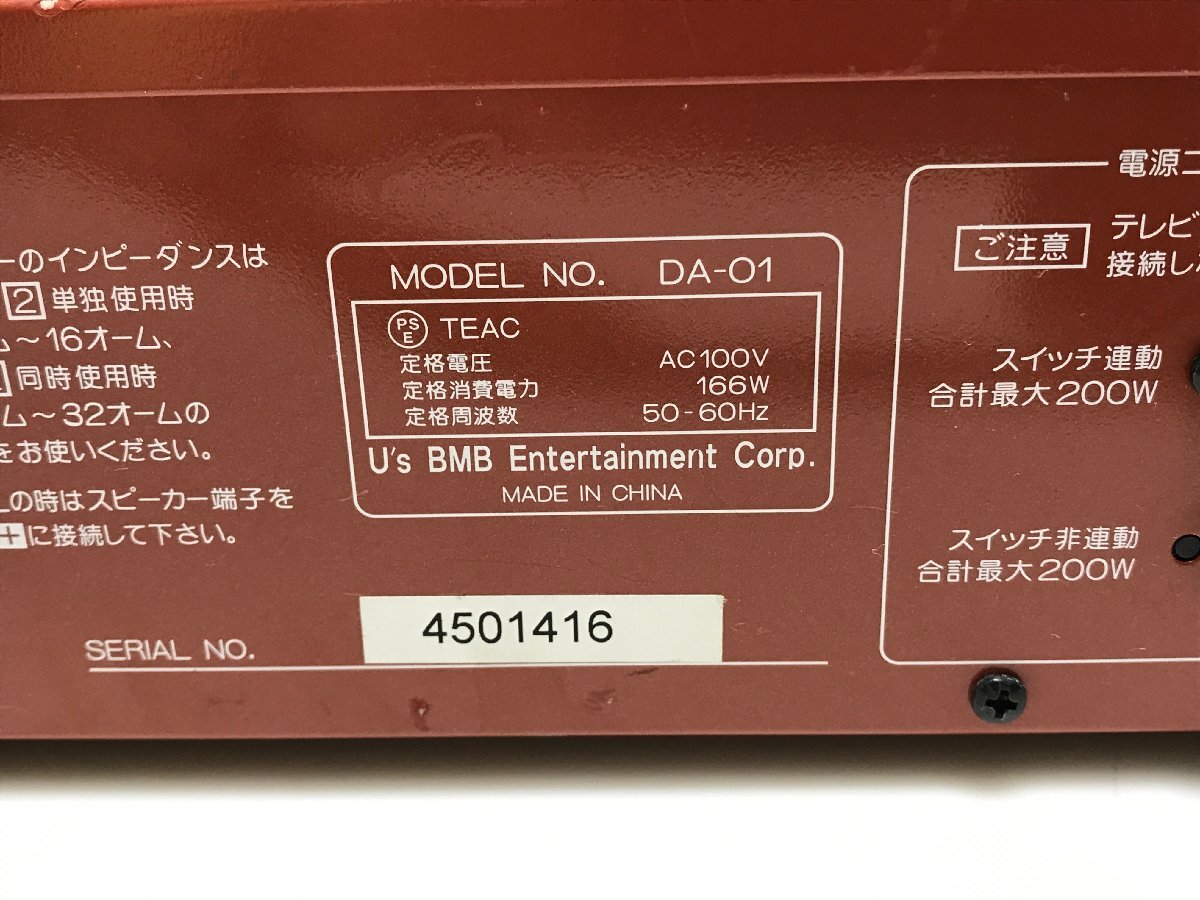 ーのインピーダンスは
2 単独使用時
ム～16オーム、
同時使用時
ム～32オームの
をお使いください。
の時はスピーカー端子を
+に接続して下さい。
MODEL NO. DA-01
PSE TEAC
定格電圧 AC100V
定格消費電力 166W
定格周波数 50-60Hz
U's BMB Entertainment Corp.
MADE IN CHINA
SERIAL NO. 4501416
電源コ
ご注意
テレビ
接続し
スイッチ連動
合計最大200W
スイッチ非連動
合計最大200W